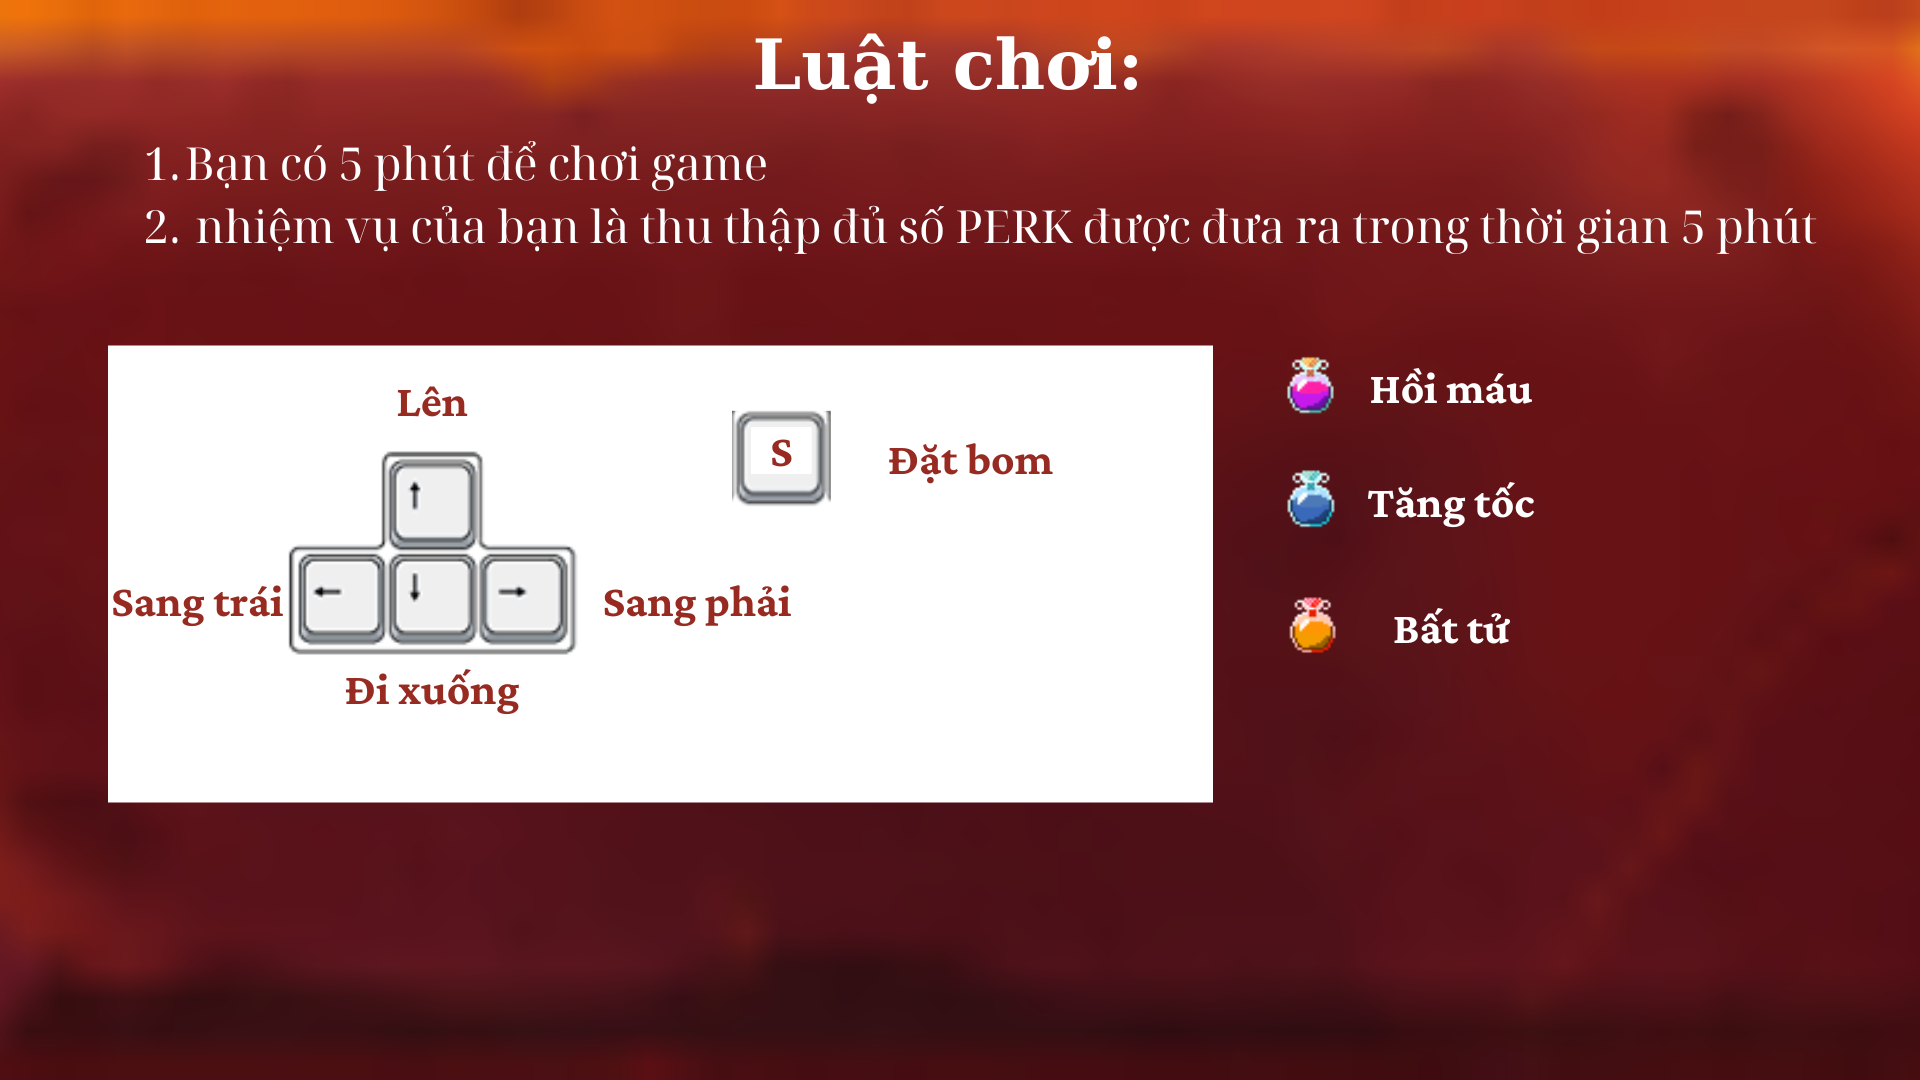 Luật chơi:
1. Bạn có 5 phút để chơi game
2. nhiệm vụ của bạn là thu thập đủ số PERK được đưa ra trong thời gian 5 phút
Lên
S
Đặt bom
↑
Sang trái
←
↓
→
Sang phải
Đi xuống
Hồi máu
Tăng tốc
Bất tử